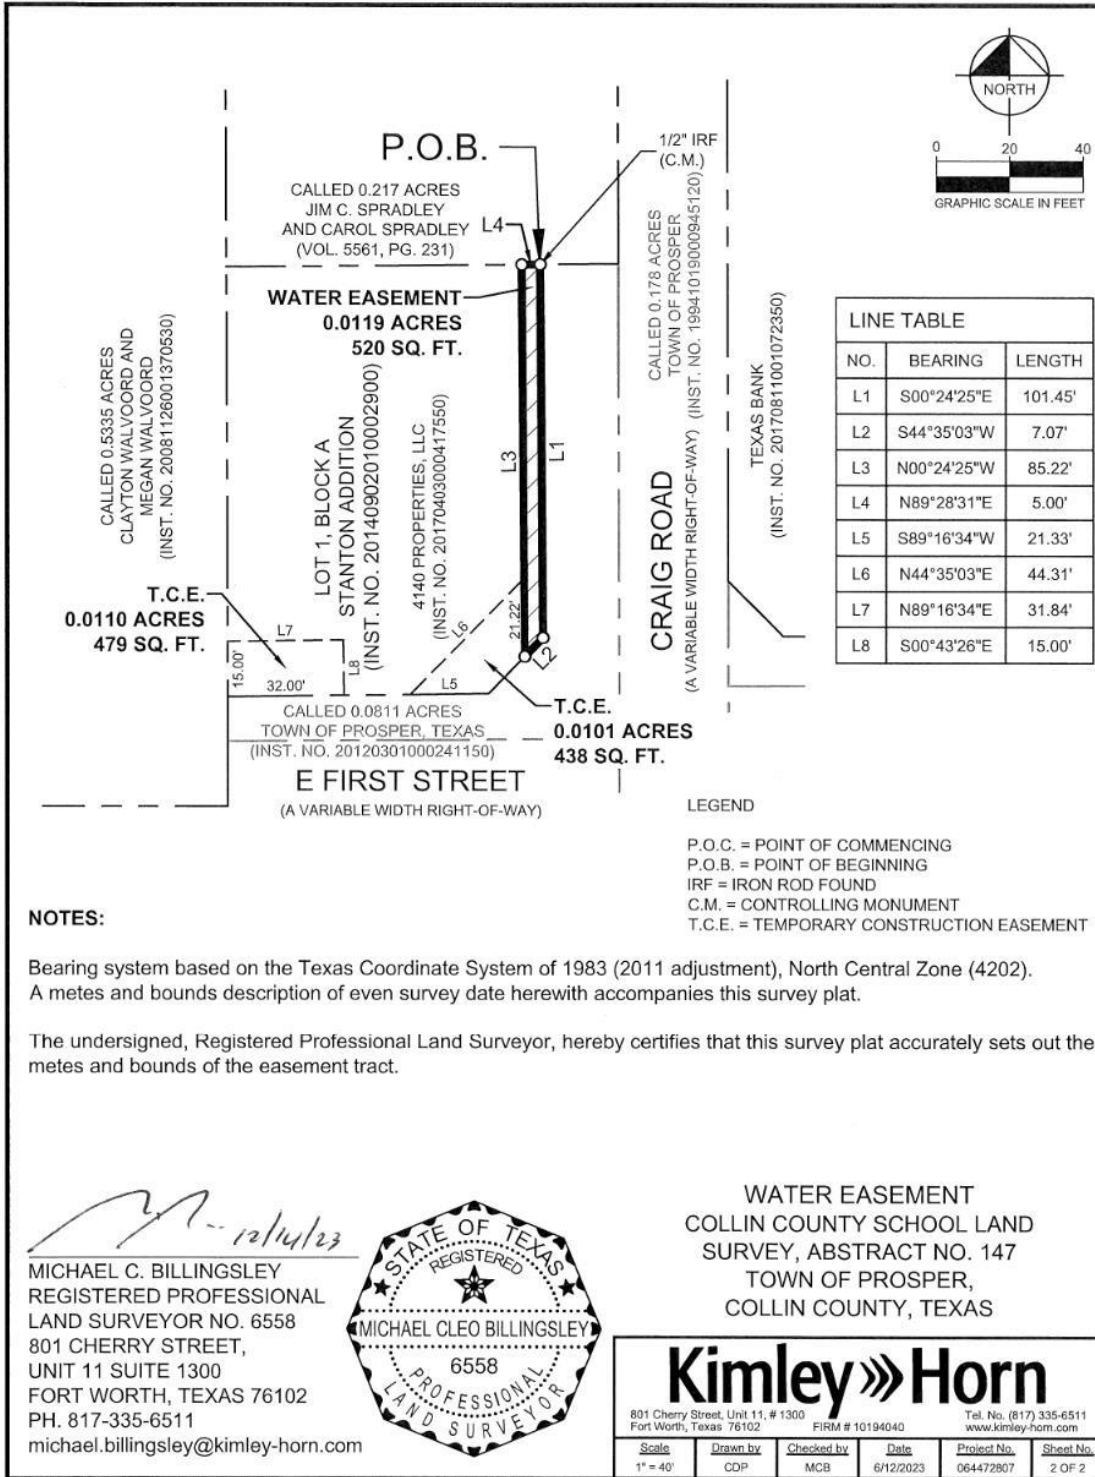 NORTH
0 20 40
GRAPHIC SCALE IN FEET
P.O.B.
1/2" IRF
(C.M.)
CALLED 0.217 ACRES
JIM C. SPRADLEY
AND CAROL SPRADLEY
(VOL. 5561, PG. 231)
L4
WATER EASEMENT
0.0119 ACRES
520 SQ. FT.
CALLED 0.5335 ACRES
CLAYTON WALVOORD AND
MEGAN WALVOORD
(INST. NO. 20081126001370530)
LOT 1, BLOCK A
STANTON ADDITION
(INST. NO. 20140902010002900)
4140 PROPERTIES, LLC
(INST. NO. 20170403000417550)
L3
L1
CALLED 0.178 ACRES
TOWN OF PROSPER
(INST. NO. 19941019000945120)
CRAIG ROAD
(A VARIABLE WIDTH RIGHT-OF-WAY)
TEXAS BANK
(INST. NO. 20170811001072350)
LINE TABLE
NO. BEARING LENGTH
L1 S00°24'25"E 101.45'
L2 S44°35'03"W 7.07'
L3 N00°24'25"W 85.22'
L4 N89°28'31"E 5.00'
L5 S89°16'34"W 21.33'
L6 N44°35'03"E 44.31'
L7 N89°16'34"E 31.84'
L8 S00°43'26"E 15.00'
T.C.E.
0.0110 ACRES
479 SQ. FT.
L7
15.00'
32.00'
L8
L6
21.22'
L2
L5
T.C.E.
0.0101 ACRES
438 SQ. FT.
CALLED 0.0811 ACRES
TOWN OF PROSPER, TEXAS
(INST. NO. 20120301000241150)
E FIRST STREET
(A VARIABLE WIDTH RIGHT-OF-WAY)
LEGEND
P.O.C. = POINT OF COMMENCING
P.O.B. = POINT OF BEGINNING
IRF = IRON ROD FOUND
C.M. = CONTROLLING MONUMENT
T.C.E. = TEMPORARY CONSTRUCTION EASEMENT
NOTES:
Bearing system based on the Texas Coordinate System of 1983 (2011 adjustment), North Central Zone (4202).
A metes and bounds description of even survey date herewith accompanies this survey plat.
The undersigned, Registered Professional Land Surveyor, hereby certifies that this survey plat accurately sets out the
metes and bounds of the easement tract.
12/14/23
MICHAEL C. BILLINGSLEY
REGISTERED PROFESSIONAL
LAND SURVEYOR NO. 6558
801 CHERRY STREET,
UNIT 11 SUITE 1300
FORT WORTH, TEXAS 76102
PH. 817-335-6511
michael.billingsley@kimley-horn.com
STATE OF TEXAS
REGISTERED
MICHAEL CLEO BILLINGSLEY
6558
PROFESSIONAL
LAND SURVEYOR
WATER EASEMENT
COLLIN COUNTY SCHOOL LAND
SURVEY, ABSTRACT NO. 147
TOWN OF PROSPER,
COLLIN COUNTY, TEXAS
Kimley»Horn
801 Cherry Street, Unit 11, # 1300
Fort Worth, Texas 76102
FIRM # 10194040
Tel. No. (817) 335-6511
www.kimley-horn.com
Scale Drawn by Checked by Date Project No. Sheet No.
1" = 40' CDP MCB 6/12/2023 064472807 2 OF 2